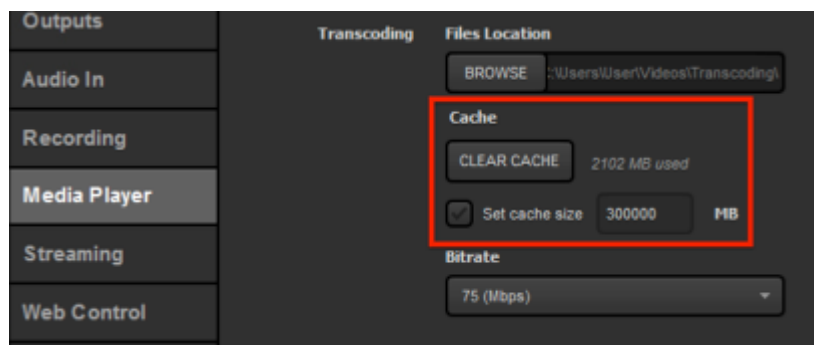 Outputs
Audio In
Recording
Media Player
Streaming
Web Control
Transcoding
Files Location
BROWSE :\Users\User\Videos\Transcoding\
Cache
CLEAR CACHE 2102 MB used
Set cache size 300000 MB
Bitrate
75 (Mbps)